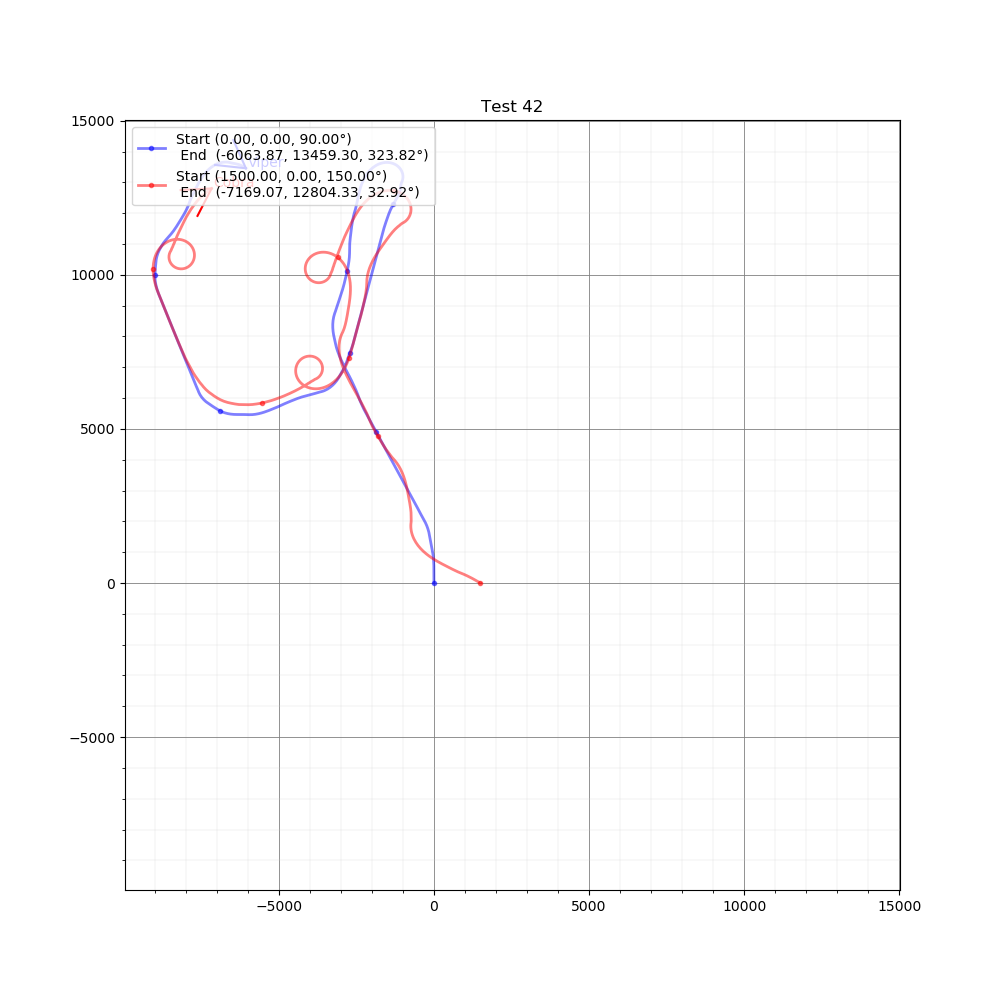 Test 42
Start (0.00, 0.00, 90.00°)
End (-6063.87, 13459.30, 323.82°)
Start (1500.00, 0.00, 150.00°)
End (-7169.07, 12804.33, 32.92°)
Viper
15000
10000
5000
0
−5000
−5000
0
5000
10000
15000